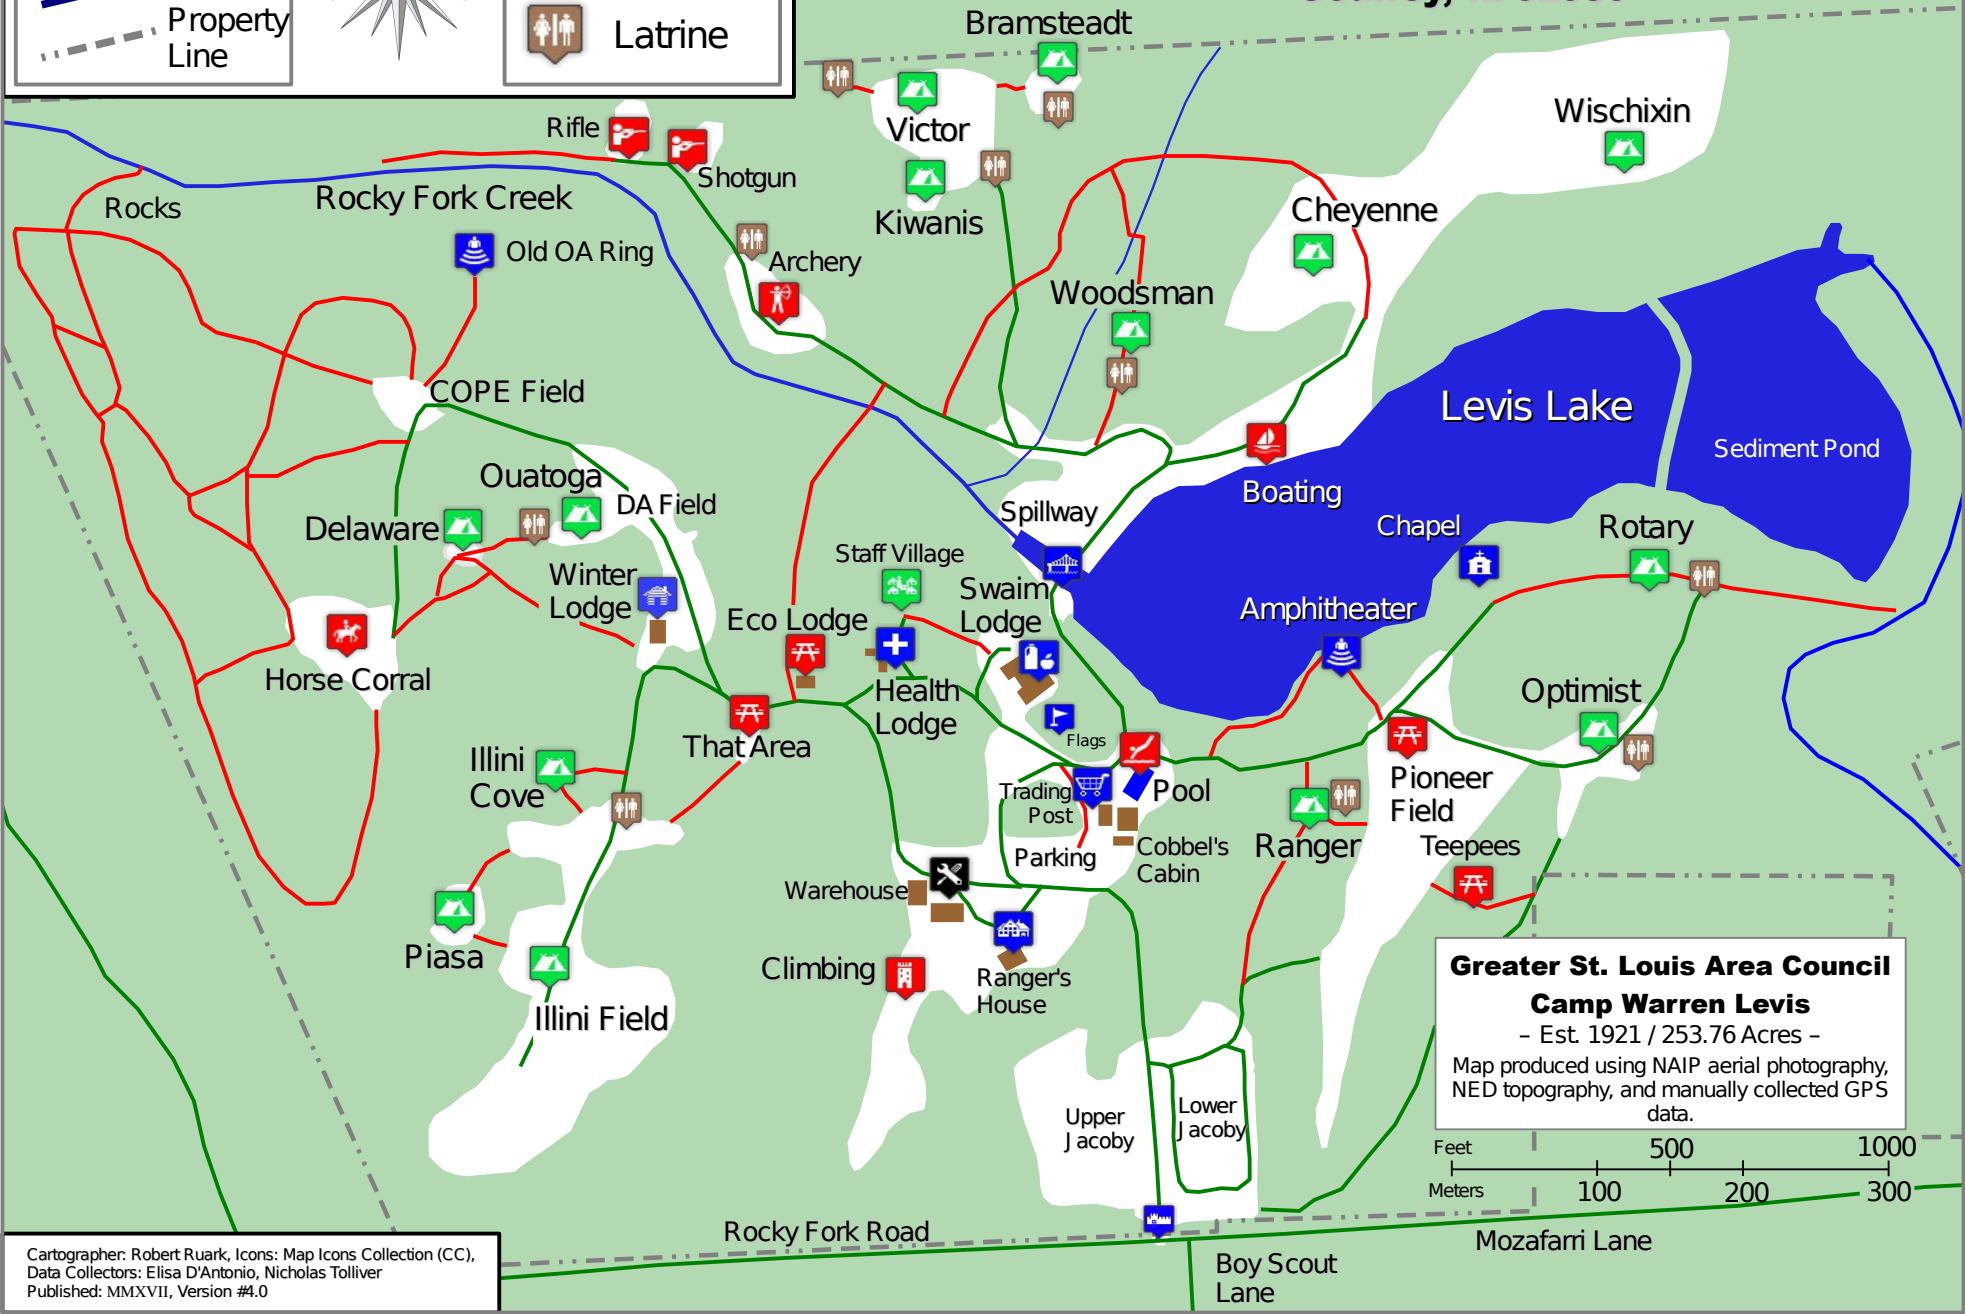 Property
Line
Latrine
Bramsteadt
Wischixin
Rifle
Victor
Shotgun
Rocky Fork Creek
Rocks
Kiwanis
Cheyenne
Old OA Ring
Archery
Woodsman
COPE Field
Levis Lake
Sediment Pond
Ouatoga
DA Field
Boating
Delaware
Spillway
Chapel
Rotary
Staff Village
Winter
Lodge
Swaim
Lodge
Eco Lodge
Amphitheater
Horse Corral
Health
Lodge
Optimist
Flags
That Area
Illini
Cove
Trading
Post
Pool
Pioneer
Field
Ranger
Teepees
Parking
Cobbel's
Cabin
Warehouse
Piasa
Climbing
Ranger's
House
Illini Field
Greater St. Louis Area Council
Camp Warren Levis
– Est. 1921 / 253.76 Acres –
Map produced using NAIP aerial photography,
NED topography, and manually collected GPS
data.
Upper
Jacoby
Lower
Jacoby
Feet
500
1000
Meters
100
200
300
Rocky Fork Road
Mozafarri Lane
Boy Scout
Lane
Cartographer: Robert Ruark, Icons: Map Icons Collection (CC),
Data Collectors: Elisa D'Antonio, Nicholas Tolliver
Published: MMXVII, Version #4.0